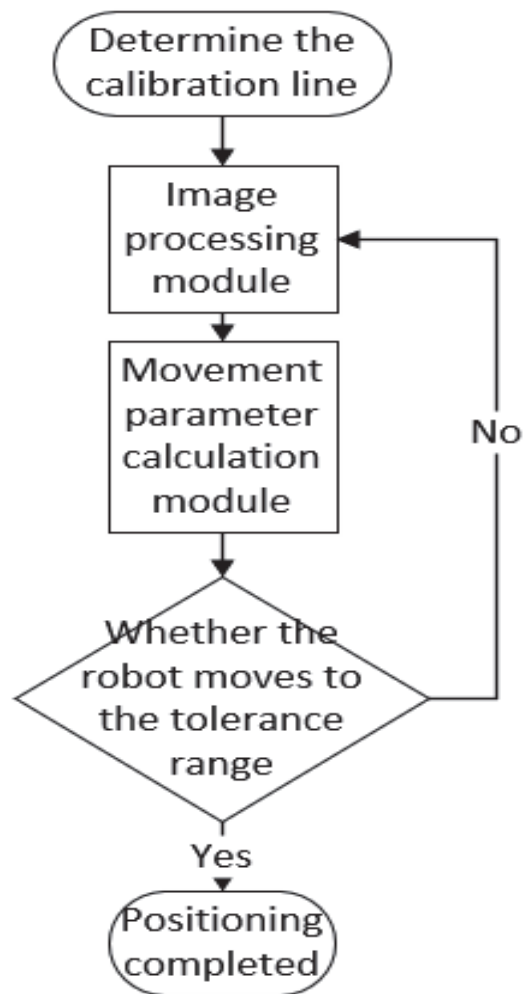 Determine the
calibration line
Image
processing
module
Movement
parameter
calculation
module
No
Whether the
robot moves to
the tolerance
range
Yes
Positioning
completed